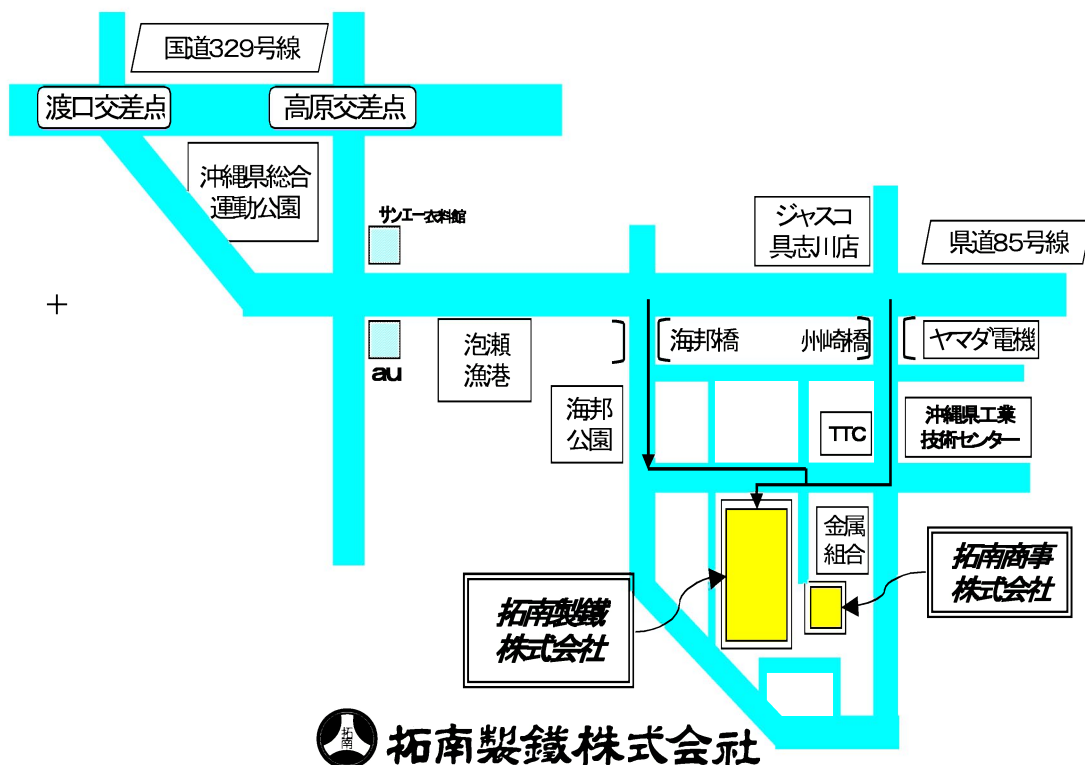 国道329号線
渡口交差点
高原交差点
沖縄県総合
運動公園
サンエー衣料館
ジャスコ
具志川店
県道85号線
au
泡瀬
漁港
海邦橋
州崎橋
ヤマダ電機
海邦
公園
TTC
沖縄県工業
技術センター
金属
組合
拓南商事
株式会社
拓南製鐵
株式会社
拓南
拓南製鐵株式会社